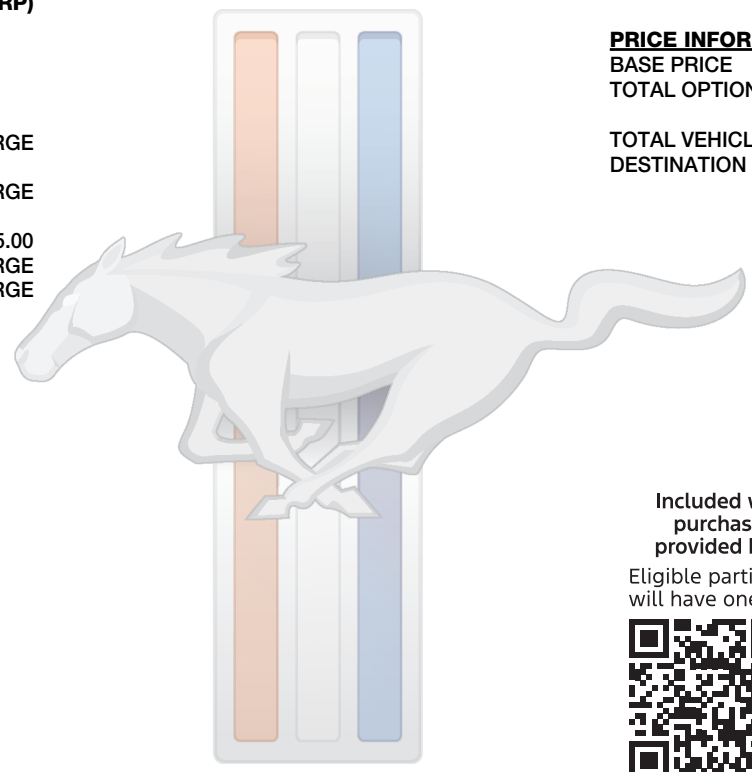 RP)
RGE
RGE
5.00
RGE
RGE
PRICE INFOR
BASE PRICE
TOTAL OPTION
TOTAL VEHICL
DESTINATION
Included w
purchas
provided b
Eligible parti
will have one